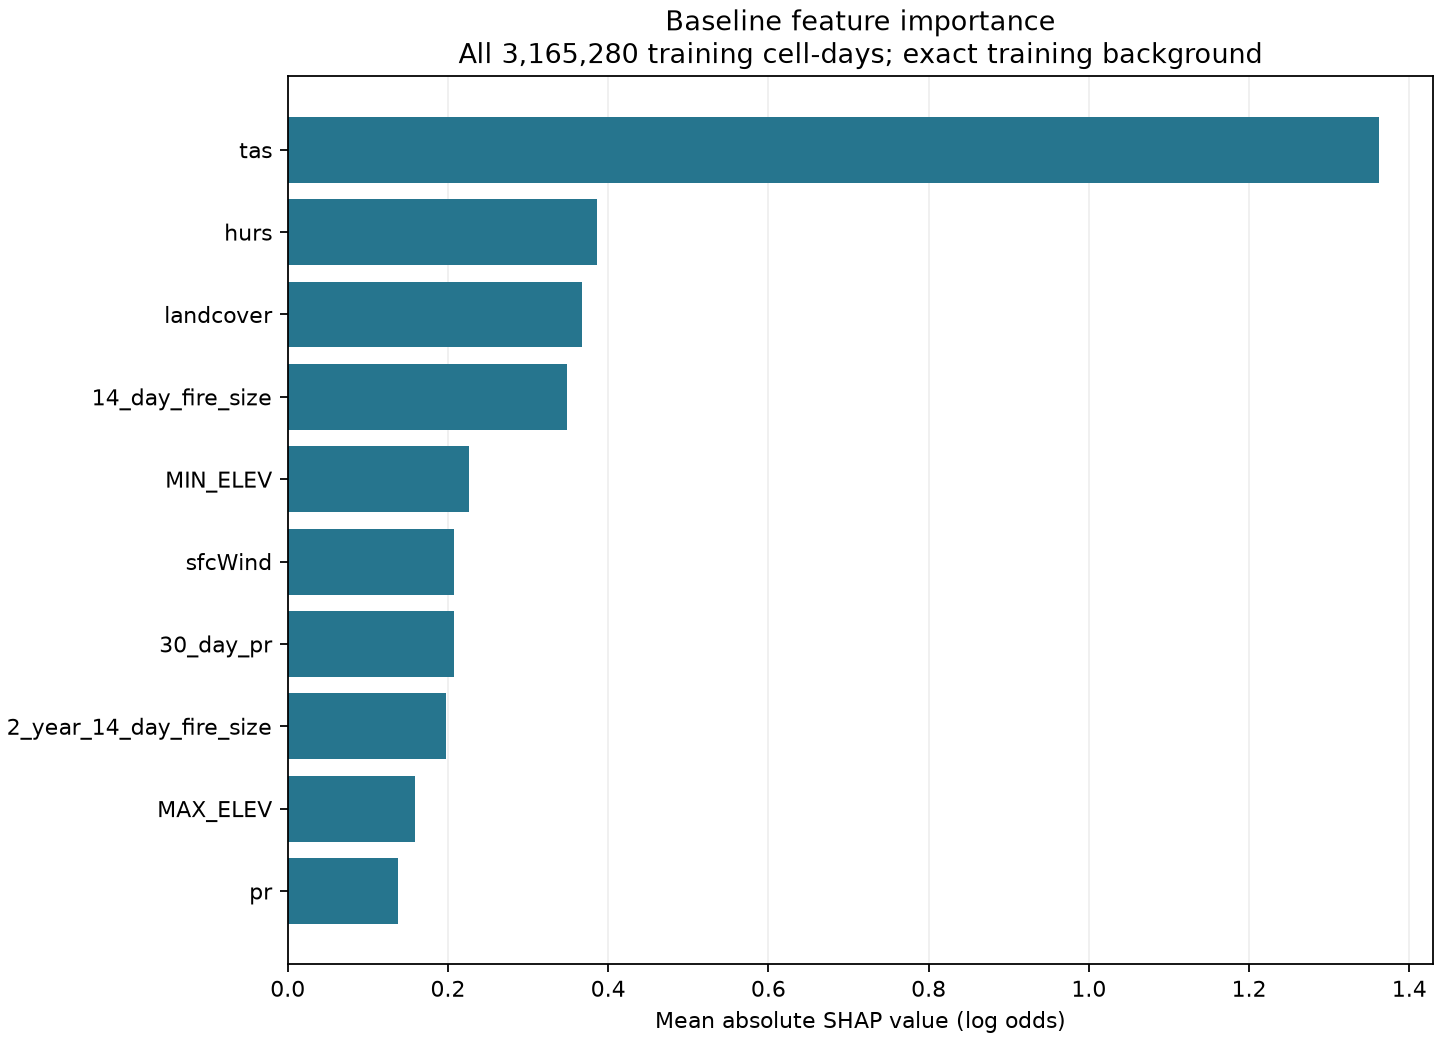 Baseline feature importance
All 3,165,280 training cell-days; exact training background
tas
hurs
landcover
14_day_fire_size
MIN_ELEV
sfcWind
30_day_pr
2_year_14_day_fire_size
MAX_ELEV
pr
0.0 0.2 0.4 0.6 0.8 1.0 1.2 1.4
Mean absolute SHAP value (log odds)